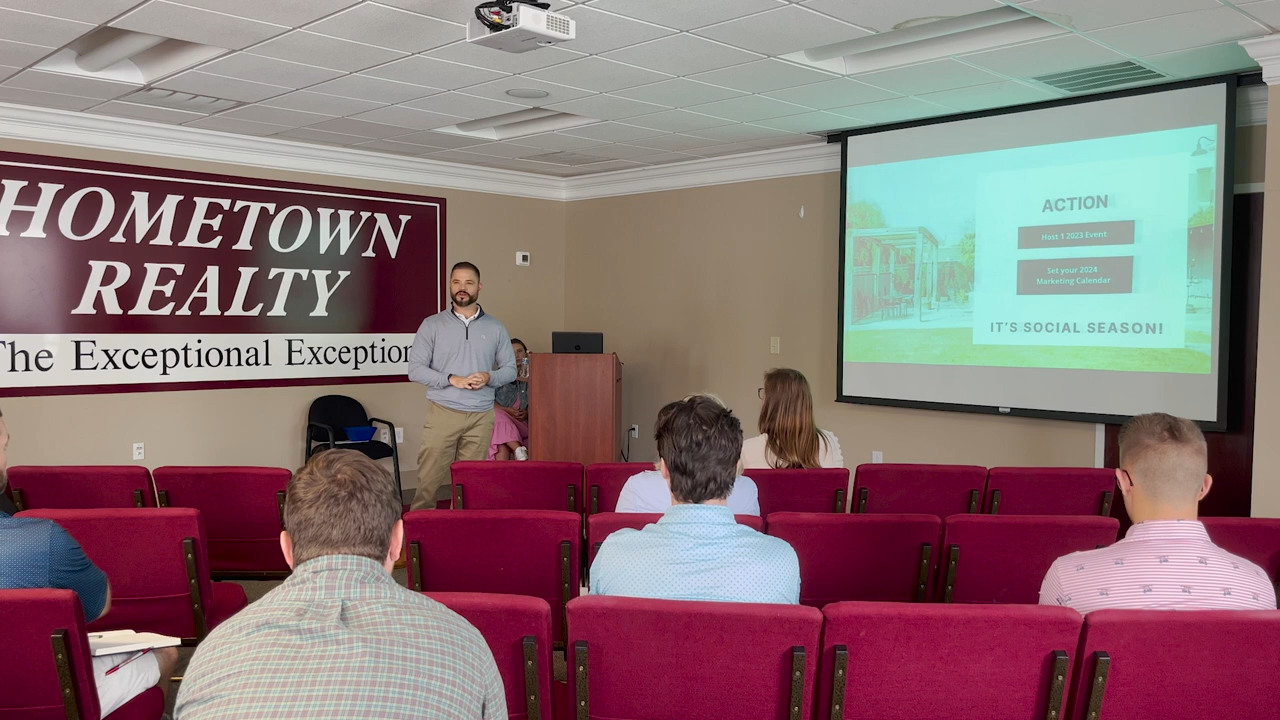 HOMETOWN
REALTY
The Exceptional Exception
ACTION
Host 1 2023 Event
Set your 2024
Marketing Calendar
IT'S SOCIAL SEASON!